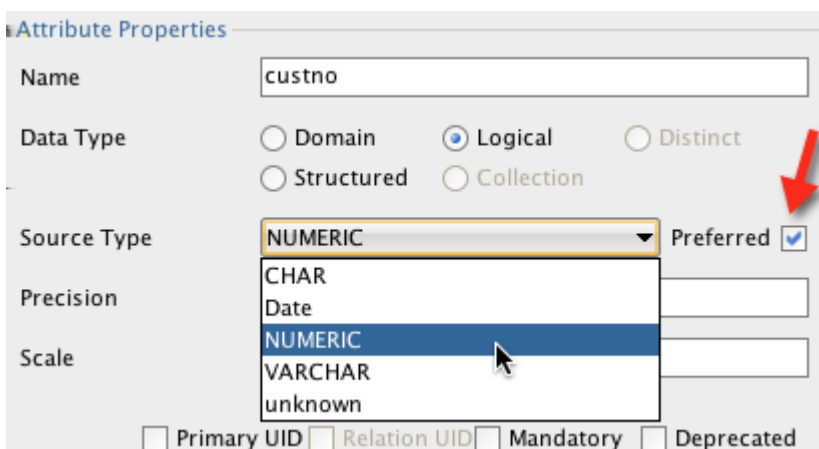 Attribute Properties
Name custno
Data Type Domain Logical Distinct
Structured Collection
Source Type NUMERIC Preferred
CHAR
Precision
Date
NUMERIC
Scale
VARCHAR
unknown
Primary UID Relation UID Mandatory Deprecated